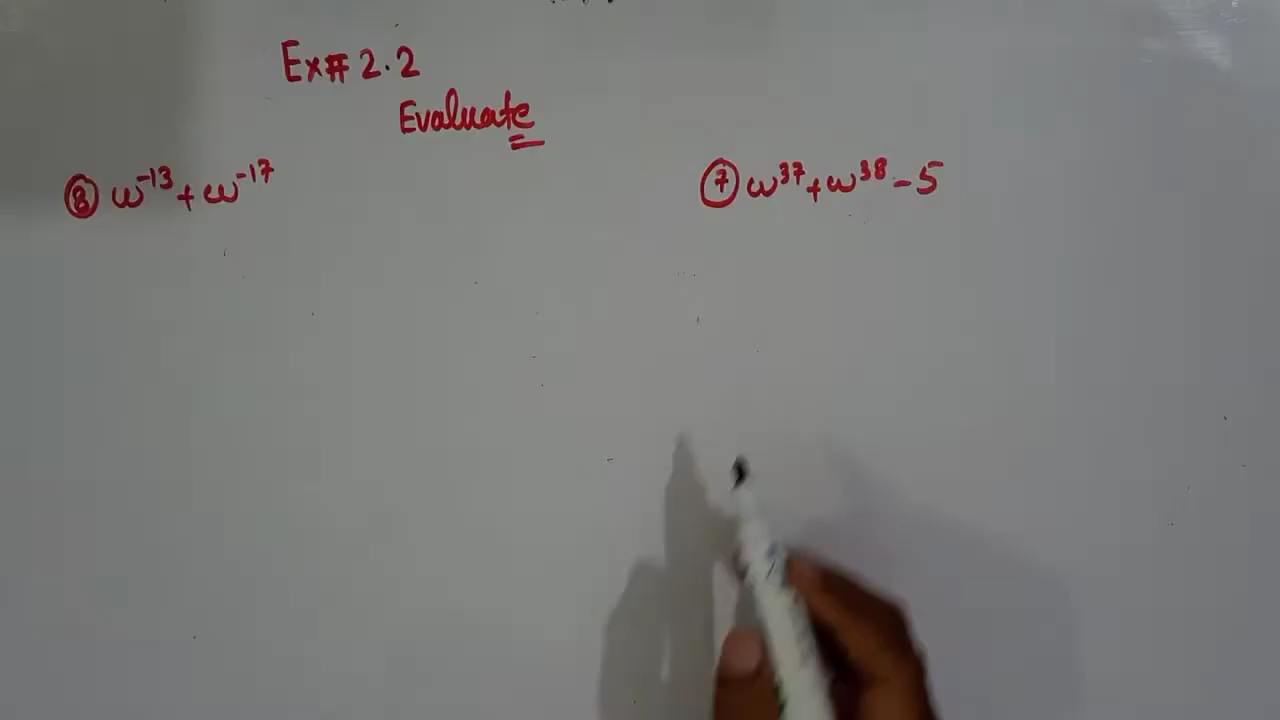 Ex# 2.2
Evaluate
⑧ ω⁻¹³ + ω⁻¹⁷
⑦ ω³⁷ + ω³⁸ - 5